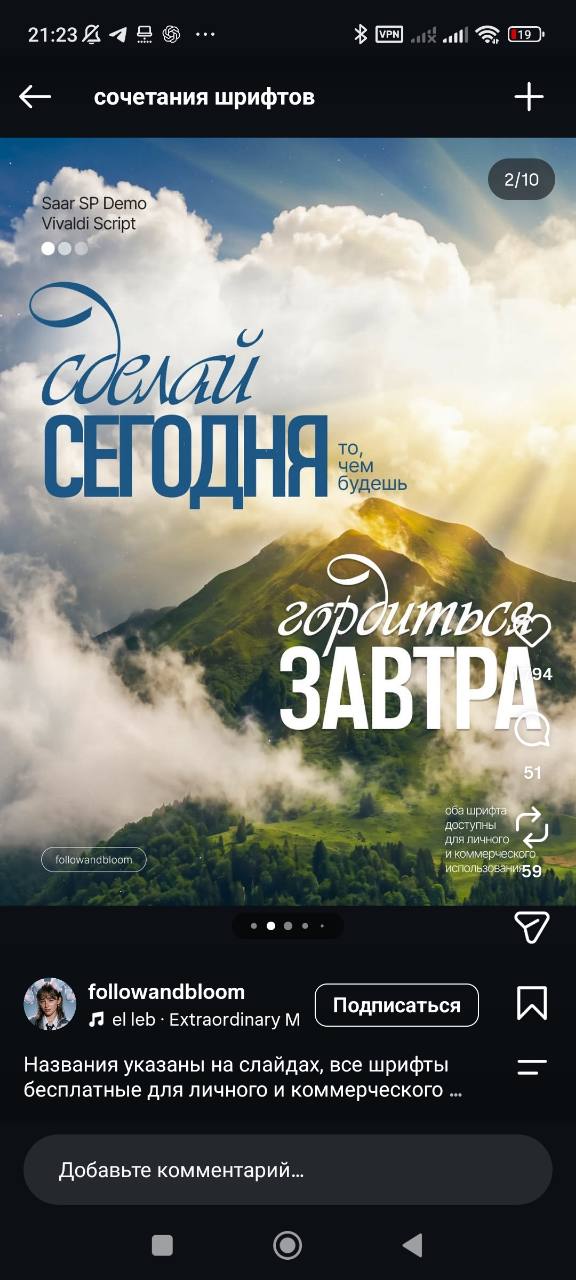 21:23
VPN
19
сочетания шрифтов
2/10
Saar SP Demo
Vivaldi Script
сделай
СЕГОДНЯ
то,
чем
будешь
гордиться
ЗАВТРА
94
51
оба шрифта
доступны
для личного
и коммерческого
использования
59
followandbloom
followandbloom
Подписаться
el leb · Extraordinary M
Названия указаны на слайдах, все шрифты
бесплатные для личного и коммерческого ...
Добавьте комментарий...